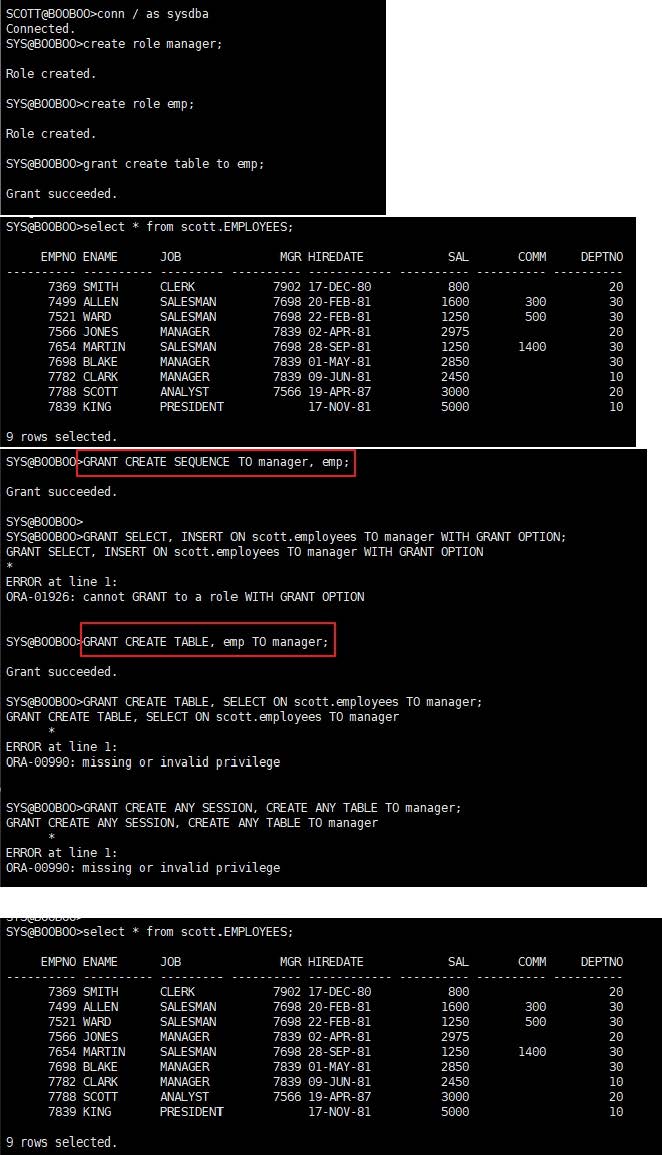 SCOTT@BOOBOO>conn / as sysdba
Connected.
SYS@BOOBOO>create role manager;
Role created.
SYS@BOOBOO>create role emp;
Role created.
SYS@BOOBOO>grant create table to emp;
Grant succeeded.
SYS@BOOBOO>select * from scott.EMPLOYEES;
EMPNO ENAME JOB MGR HIREDATE SAL COMM DEPTNO
---------- ---------- --------- ---------- ------------ ---------- ---------- ----------
7369 SMITH CLERK 7902 17-DEC-80 800 20
7499 ALLEN SALESMAN 7698 20-FEB-81 1600 300 30
7521 WARD SALESMAN 7698 22-FEB-81 1250 500 30
7566 JONES MANAGER 7839 02-APR-81 2975 20
7654 MARTIN SALESMAN 7698 28-SEP-81 1250 1400 30
7698 BLAKE MANAGER 7839 01-MAY-81 2850 30
7782 CLARK MANAGER 7839 09-JUN-81 2450 10
7788 SCOTT ANALYST 7566 19-APR-87 3000 20
7839 KING PRESIDENT 17-NOV-81 5000 10
9 rows selected.
SYS@BOOBOO>GRANT CREATE SEQUENCE TO manager, emp;
Grant succeeded.
SYS@BOOBOO>
SYS@BOOBOO>GRANT SELECT, INSERT ON scott.employees TO manager WITH GRANT OPTION;
GRANT SELECT, INSERT ON scott.employees TO manager WITH GRANT OPTION
*
ERROR at line 1:
ORA-01926: cannot GRANT to a role WITH GRANT OPTION
SYS@BOOBOO>GRANT CREATE TABLE, emp TO manager;
Grant succeeded.
SYS@BOOBOO>GRANT CREATE TABLE, SELECT ON scott.employees TO manager;
GRANT CREATE TABLE, SELECT ON scott.employees TO manager
*
ERROR at line 1:
ORA-00990: missing or invalid privilege
SYS@BOOBOO>GRANT CREATE ANY SESSION, CREATE ANY TABLE TO manager;
GRANT CREATE ANY SESSION, CREATE ANY TABLE TO manager
*
ERROR at line 1:
ORA-00990: missing or invalid privilege
SYS@BOOBOO>
SYS@BOOBOO>select * from scott.EMPLOYEES;
EMPNO ENAME JOB MGR HIREDATE SAL COMM DEPTNO
---------- ---------- --------- ---------- ------------ ---------- ---------- ----------
7369 SMITH CLERK 7902 17-DEC-80 800 20
7499 ALLEN SALESMAN 7698 20-FEB-81 1600 300 30
7521 WARD SALESMAN 7698 22-FEB-81 1250 500 30
7566 JONES MANAGER 7839 02-APR-81 2975 20
7654 MARTIN SALESMAN 7698 28-SEP-81 1250 1400 30
7698 BLAKE MANAGER 7839 01-MAY-81 2850 30
7782 CLARK MANAGER 7839 09-JUN-81 2450 10
7788 SCOTT ANALYST 7566 19-APR-87 3000 20
7839 KING PRESIDENT 17-NOV-81 5000 10
9 rows selected.